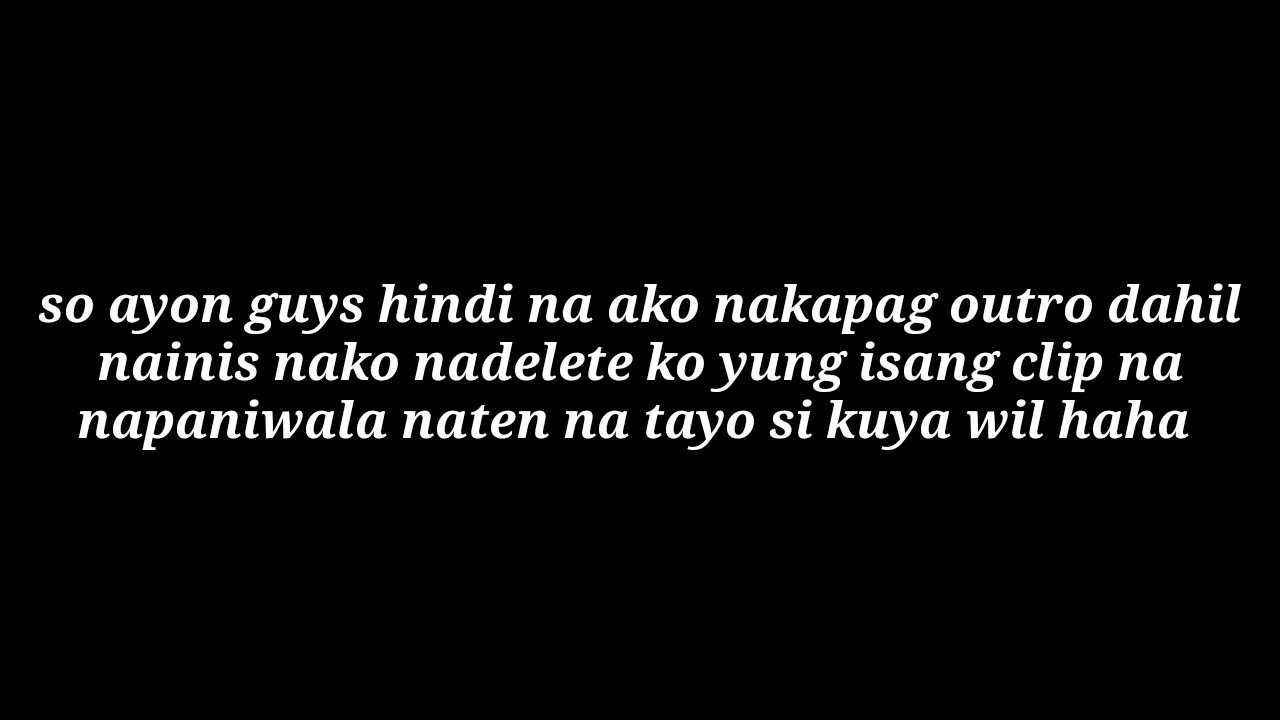 so ayon guys hindi na ako nakapag outro dahil
nainis nako nadelete ko yung isang clip na
napaniwala naten na tayo si kuya wil haha